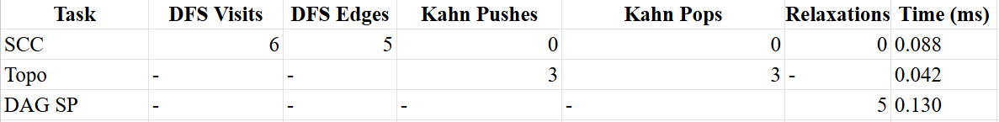 Task DFS Visits DFS Edges Kahn Pushes Kahn Pops Relaxations Time (ms)
SCC 6 5 0 0 0 0.088
Topo - - 3 3 - 0.042
DAG SP - - - - 5 0.130